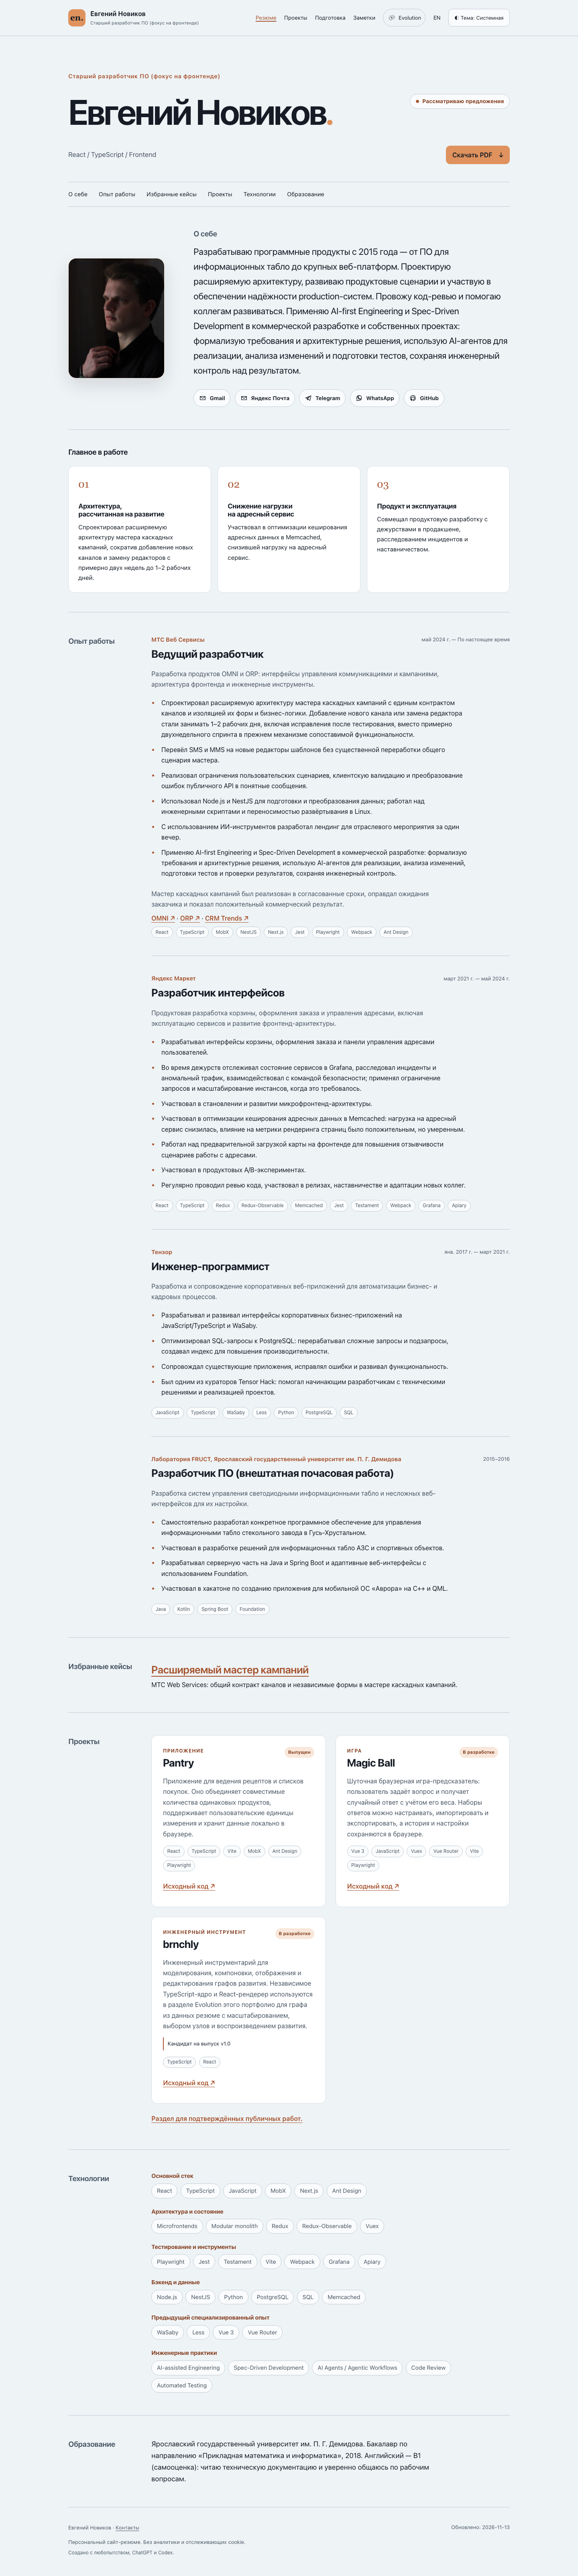 en.
Евгений Новиков
Старший разработчик ПО (фокус на фронтенде)
Резюме
Проекты
Подготовка
Заметки
Evolution
EN
Тема: Системная
Старший разработчик ПО (фокус на фронтенде)
Евгений Новиков.
Рассматриваю предложения
React / TypeScript / Frontend
Скачать PDF ↓
О себе
Опыт работы
Избранные кейсы
Проекты
Технологии
Образование
О себе
Разрабатываю программные продукты с 2015 года — от ПО для
информационных табло до крупных веб-платформ. Проектирую
расширяемую архитектуру, развиваю продуктовые сценарии и участвую в
обеспечении надёжности production-систем. Провожу код-ревью и помогаю
коллегам развиваться. Применяю AI-first Engineering и Spec-Driven
Development в коммерческой разработке и собственных проектах:
формализую требования и архитектурные решения, использую AI-агентов для
реализации, анализа изменений и подготовки тестов, сохраняя инженерный
контроль над результатом.
Gmail
Яндекс Почта
Telegram
WhatsApp
GitHub
Главное в работе
01
Архитектура,
рассчитанная на развитие
Спроектировал расширяемую
архитектуру мастера каскадных
кампаний, сократив добавление новых
каналов и замену редакторов с
примерно двух недель до 1–2 рабочих
дней.
02
Снижение нагрузки
на адресный сервис
Участвовал в оптимизации кеширования
адресных данных в Memcached,
снизившей нагрузку на адресный
сервис.
03
Продукт и эксплуатация
Совмещал продуктовую разработку с
дежурствами в продакшене,
расследованием инцидентов и
наставничеством.
Опыт работы
МТС Веб Сервисы
май 2024 г. — По настоящее время
Ведущий разработчик
Разработка продуктов OMNI и ORP: интерфейсы управления коммуникациями и кампаниями,
архитектура фронтенда и инженерные инструменты.
• Спроектировал расширяемую архитектуру мастера каскадных кампаний с единым контрактом
каналов и изоляцией их форм и бизнес-логики. Добавление нового канала или замена редактора
стали занимать 1–2 рабочих дня, включая исправления после тестирования, вместо примерно
двухнедельного спринта в прежнем механизме сопоставимой функциональности.
• Перевёл SMS и MMS на новые редакторы шаблонов без существенной переработки общего
сценария мастера.
• Реализовал ограничения пользовательских сценариев, клиентскую валидацию и преобразование
ошибок публичного API в понятные сообщения.
• Использовал Node.js и NestJS для подготовки и преобразования данных; работал над
инженерными скриптами и переносимостью развёртывания в Linux.
• С использованием ИИ-инструментов разработал лендинг для отраслевого мероприятия за один
вечер.
• Применяю AI-first Engineering и Spec-Driven Development в коммерческой разработке: формализую
требования и архитектурные решения, использую AI-агентов для реализации, анализа изменений,
подготовки тестов и проверки результатов, сохраняя инженерный контроль.
Мастер каскадных кампаний был реализован в согласованные сроки, оправдал ожидания
заказчика и показал положительный коммерческий результат.
OMNI ↗ · ORP ↗ · CRM Trends ↗
React
TypeScript
MobX
NestJS
Next.js
Jest
Playwright
Webpack
Ant Design
Яндекс Маркет
март 2021 г. — май 2024 г.
Разработчик интерфейсов
Продуктовая разработка корзины, оформления заказа и управления адресами, включая
эксплуатацию сервисов и развитие фронтенд-архитектуры.
• Разрабатывал интерфейсы корзины, оформления заказа и панели управления адресами
пользователей.
• Во время дежурств отслеживал состояние сервисов в Grafana, расследовал инциденты и
аномальный трафик, взаимодействовал с командой безопасности; применял ограничение
запросов и масштабирование инстансов, когда это требовалось.
• Участвовал в становлении и развитии микрофронтенд-архитектуры.
• Участвовал в оптимизации кеширования адресных данных в Memcached: нагрузка на адресный
сервис снизилась, влияние на метрики рендеринга страниц было положительным, но умеренным.
• Работал над предварительной загрузкой карты на фронтенде для повышения отзывчивости
сценариев работы с адресами.
• Участвовал в продуктовых A/B-экспериментах.
• Регулярно проводил ревью кода, участвовал в релизах, наставничестве и адаптации новых коллег.
React
TypeScript
Redux
Redux-Observable
Memcached
Jest
Testament
Webpack
Grafana
Apiary
Тензор
янв. 2017 г. — март 2021 г.
Инженер-программист
Разработка и сопровождение корпоративных веб-приложений для автоматизации бизнес- и
кадровых процессов.
• Разрабатывал и развивал интерфейсы корпоративных бизнес-приложений на
JavaScript/TypeScript и WaSaby.
• Оптимизировал SQL-запросы к PostgreSQL: перерабатывал сложные запросы и подзапросы,
создавал индекс для повышения производительности.
• Сопровождал существующие приложения, исправлял ошибки и развивал функциональность.
• Был одним из кураторов Tensor Hack: помогал начинающим разработчикам с техническими
решениями и реализацией проектов.
JavaScript
TypeScript
WaSaby
Less
Python
PostgreSQL
SQL
Лаборатория FRUCT, Ярославский государственный университет им. П. Г. Демидова
2015–2016
Разработчик ПО (внештатная почасовая работа)
Разработка систем управления светодиодными информационными табло и несложных веб-
интерфейсов для их настройки.
• Самостоятельно разработал конкретное программное обеспечение для управления
информационными табло стекольного завода в Гусь-Хрустальном.
• Участвовал в разработке решений для информационных табло АЗС и спортивных объектов.
• Разрабатывал серверную часть на Java и Spring Boot и адаптивные веб-интерфейсы с
использованием Foundation.
• Участвовал в хакатоне по созданию приложения для мобильной ОС «Аврора» на C++ и QML.
Java
Kotlin
Spring Boot
Foundation
Избранные кейсы
Расширяемый мастер кампаний
МТС Web Services: общий контракт каналов и независимые формы в мастере каскадных кампаний.
Проекты
ПРИЛОЖЕНИЕ
Выпущен
Pantry
Приложение для ведения рецептов и списков
покупок. Оно объединяет совместимые
количества одинаковых продуктов,
поддерживает пользовательские единицы
измерения и хранит данные локально в
браузере.
React
TypeScript
Vite
MobX
Ant Design
Playwright
Исходный код ↗
ИГРА
В разработке
Magic Ball
Шуточная браузерная игра-предсказатель:
пользователь задаёт вопрос и получает
случайный ответ с учётом его веса. Наборы
ответов можно настраивать, импортировать и
экспортировать, а история и настройки
сохраняются в браузере.
Vue 3
JavaScript
Vuex
Vue Router
Vite
Playwright
Исходный код ↗
ИНЖЕНЕРНЫЙ ИНСТРУМЕНТ
В разработке
brnchly
Инженерный инструментарий для
моделирования, компоновки, отображения и
редактирования графов развития. Независимое
TypeScript-ядро и React-рендерер используются
в разделе Evolution этого портфолио для графа
из данных резюме с масштабированием,
выбором узлов и воспроизведением развития.
Кандидат на выпуск v1.0
TypeScript
React
Исходный код ↗
Раздел для подтверждённых публичных работ.
Технологии
Основной стек
React
TypeScript
JavaScript
MobX
Next.js
Ant Design
Архитектура и состояние
Microfrontends
Modular monolith
Redux
Redux-Observable
Vuex
Тестирование и инструменты
Playwright
Jest
Testament
Vite
Webpack
Grafana
Apiary
Бэкенд и данные
Node.js
NestJS
Python
PostgreSQL
SQL
Memcached
Предыдущий специализированный опыт
WaSaby
Less
Vue 3
Vue Router
Инженерные практики
AI-assisted Engineering
Spec-Driven Development
AI Agents / Agentic Workflows
Code Review
Automated Testing
Образование
Ярославский государственный университет им. П. Г. Демидова. Бакалавр по
направлению «Прикладная математика и информатика», 2018. Английский — B1
(самооценка): читаю техническую документацию и уверенно общаюсь по рабочим
вопросам.
Евгений Новиков · Контакты
Обновлено: 2026-11-13
Персональный сайт-резюме. Без аналитики и отслеживающих cookie.
Создано с любопытством, ChatGPT и Codex.